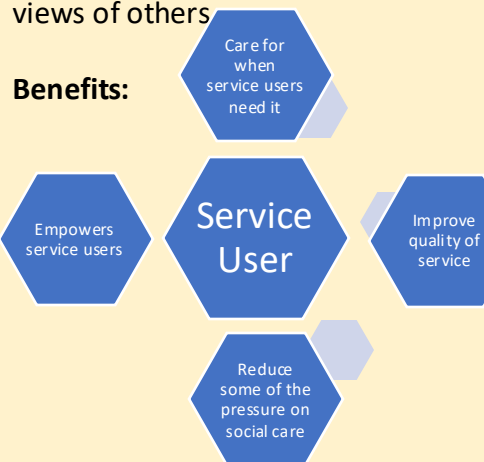 views of others
Benefits:
Care for
when
service users
need it
Empowers
service users
Service
User
Improve
quality of
service
Reduce
some of the
pressure on
social care